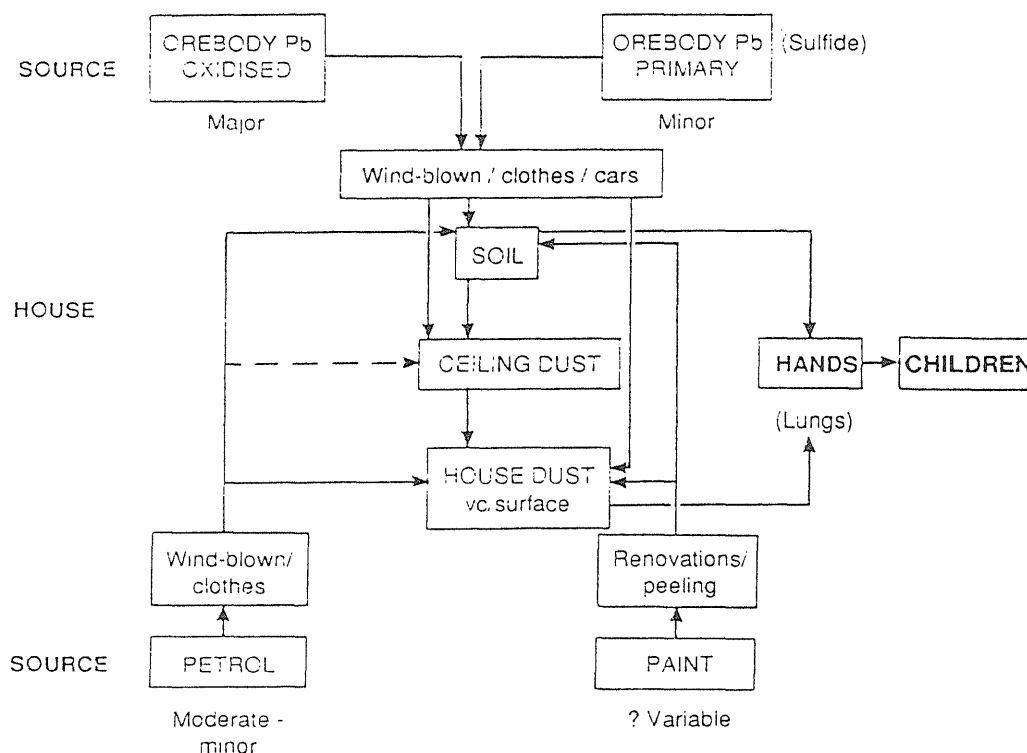 SOURCE
OREBODY Pb
OXIDISED
Major
OREBODY Pb
PRIMARY
(Sulfide)
Minor
Wind-blown / clothes / cars
SOIL
HOUSE
CEILING DUST
HANDS
CHILDREN
(Lungs)
HOUSE DUST
vc. surface
Wind-blown/
clothes
Renovations/
peeling
SOURCE
PETROL
PAINT
Moderate -
minor
? Variable